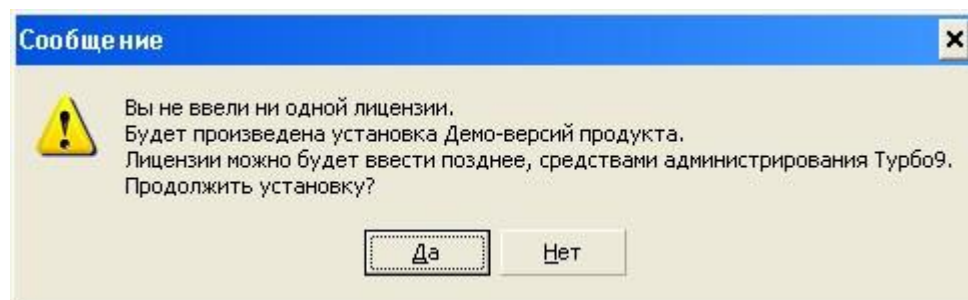 Сообщение
Вы не ввели ни одной лицензии.
Будет произведена установка Демо-версий продукта.
Лицензии можно будет ввести позднее, средствами администрирования Турбо9.
Продолжить установку?
Да
Нет